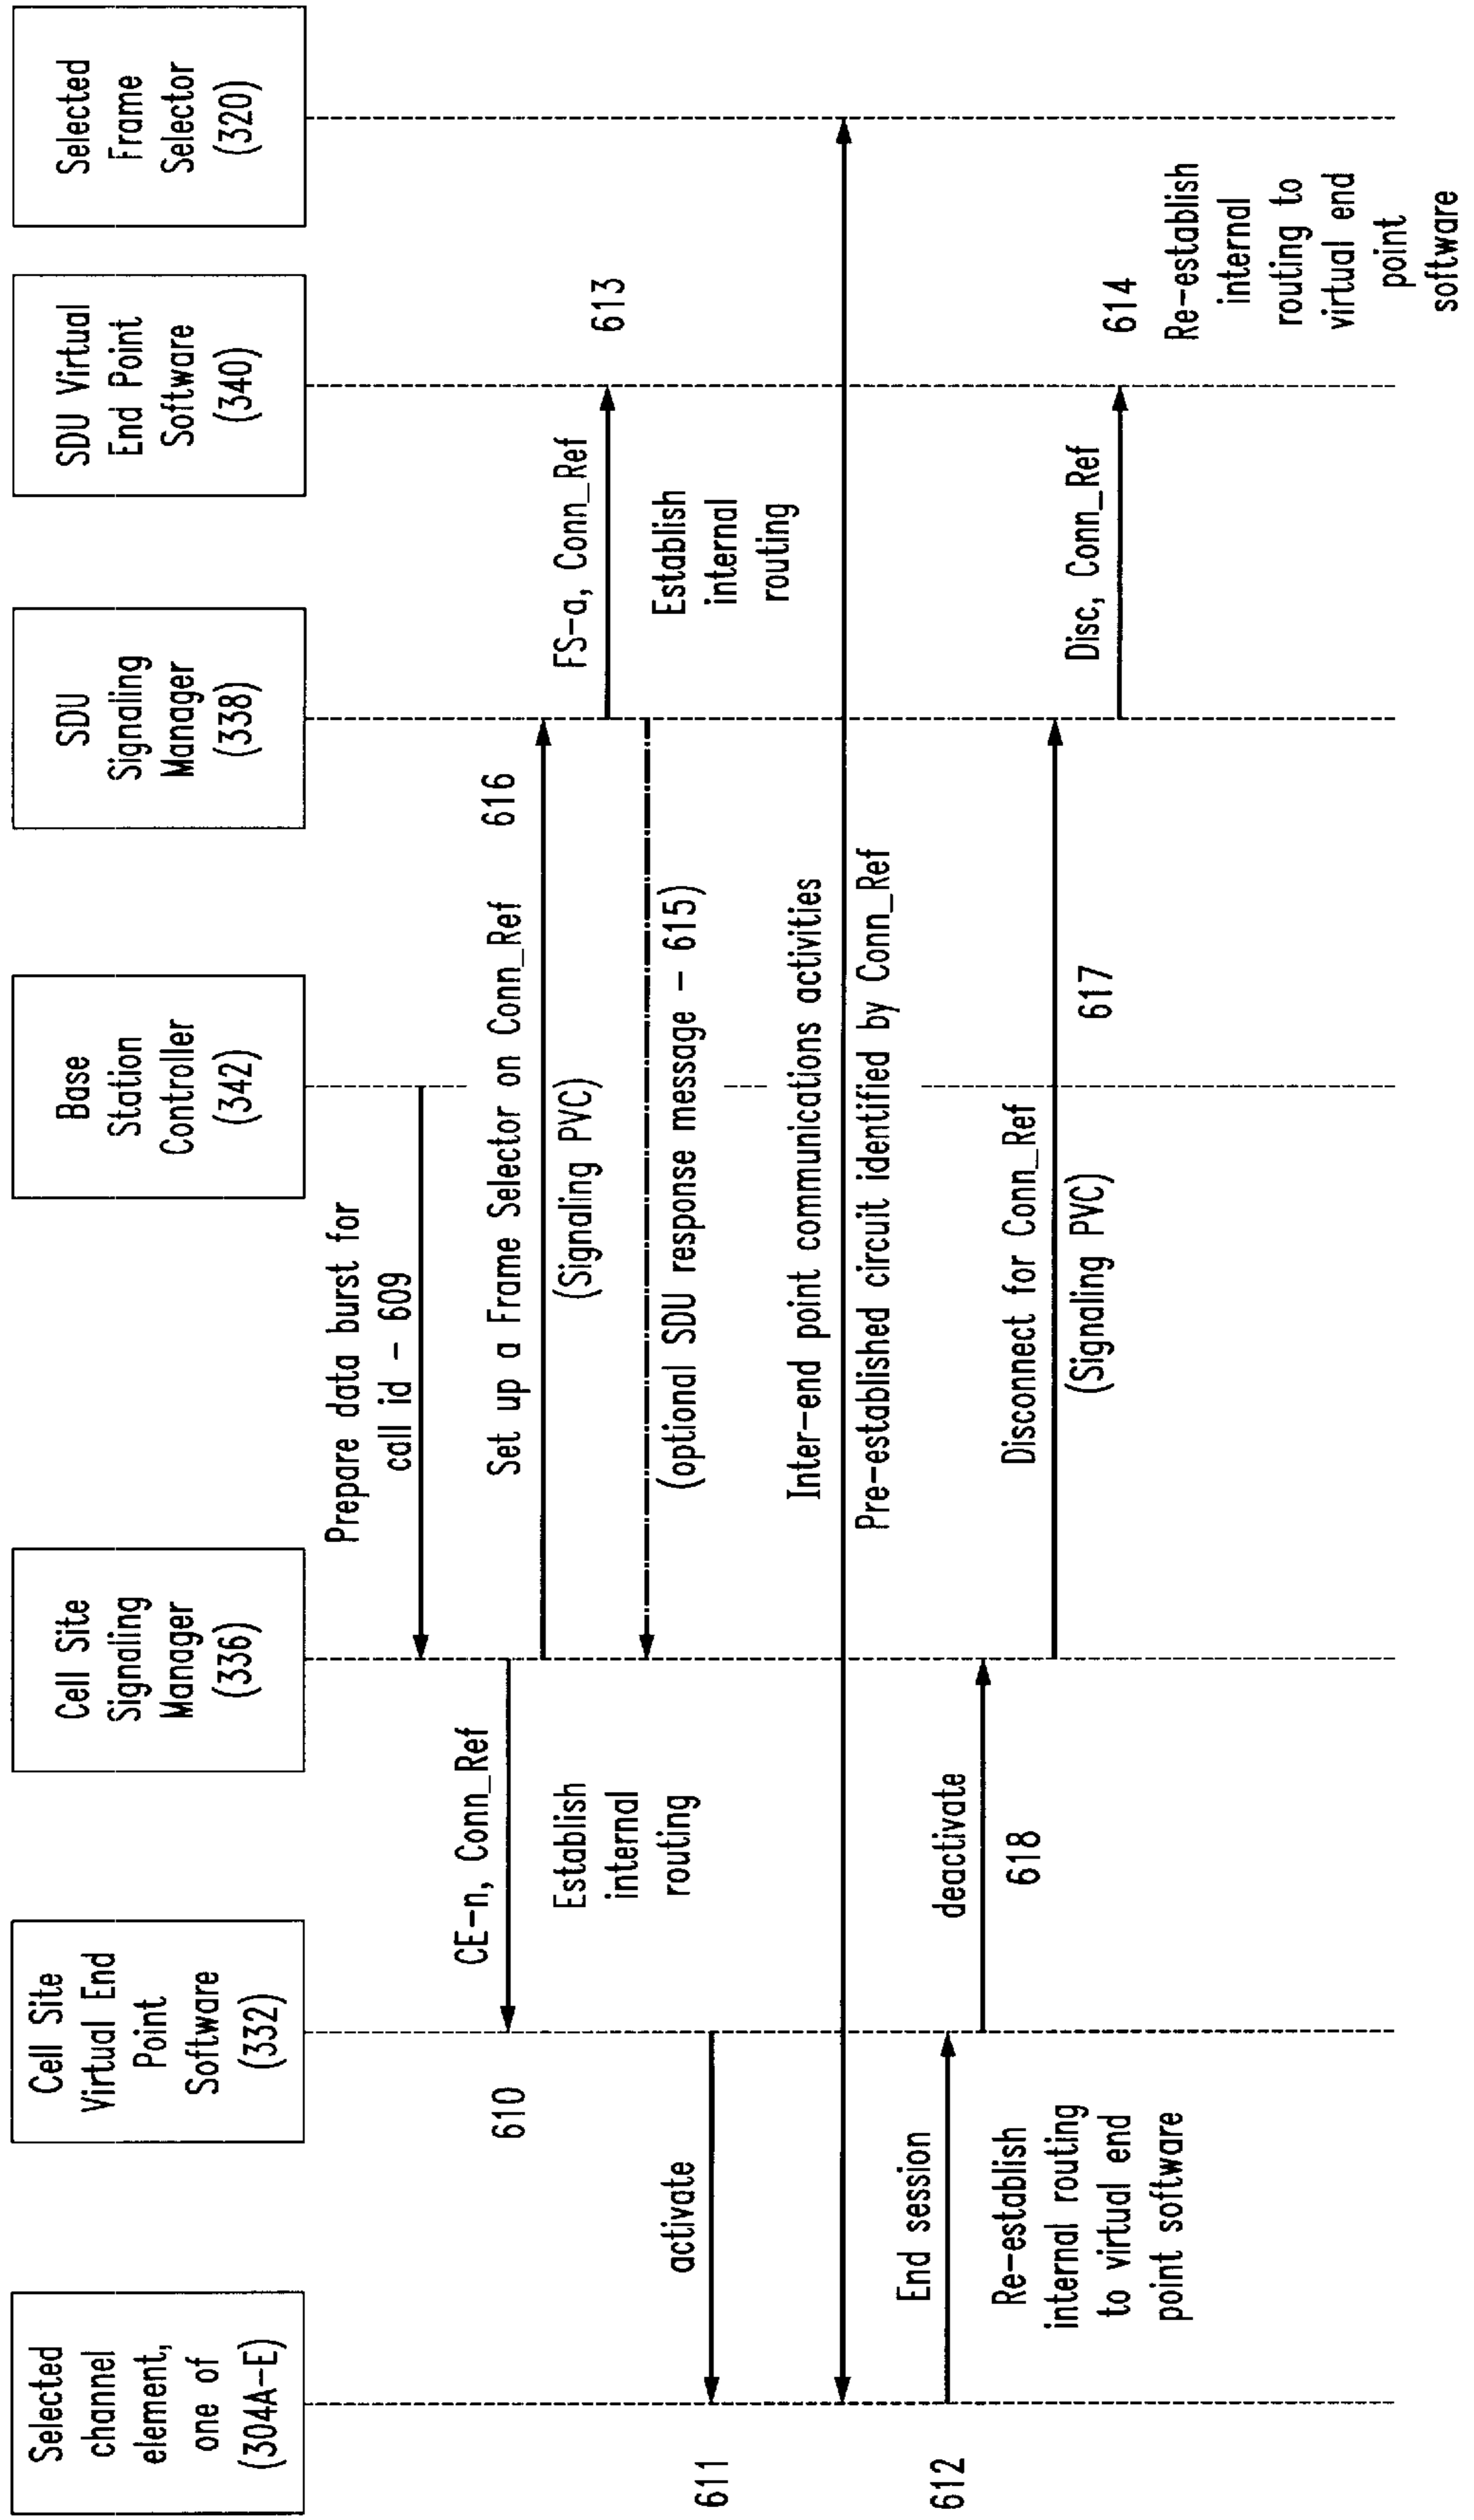 Selected
channel
element,
one of
(304A-E)
Cell Site
Virtual End
Point
Software
(332)
Cell Site
Signaling
Manager
(336)
Base
Station
Controller
(342)
SDU
Signaling
Manager
(338)
SDU Virtual
End Point
Software
(340)
Selected
Frame
Selector
(320)
Prepare data burst for
call id - 609
CE-n, Conn_Ref
610
Establish
internal
routing
Set up a Frame Selector on Conn_Ref
616
(Signaling PVC)
FS-a, Conn_Ref
613
Establish
internal
routing
(optional SDU response message - 615)
activate
611
Inter-end point communications activities
Pre-established circuit identified by Conn_Ref
End session
612
Re-establish
internal routing
to virtual end
point software
deactivate
618
Disconnect for Conn_Ref
(Signaling PVC)
617
Disc, Conn_Ref
614
Re-establish
internal
routing to
virtual end
point
software